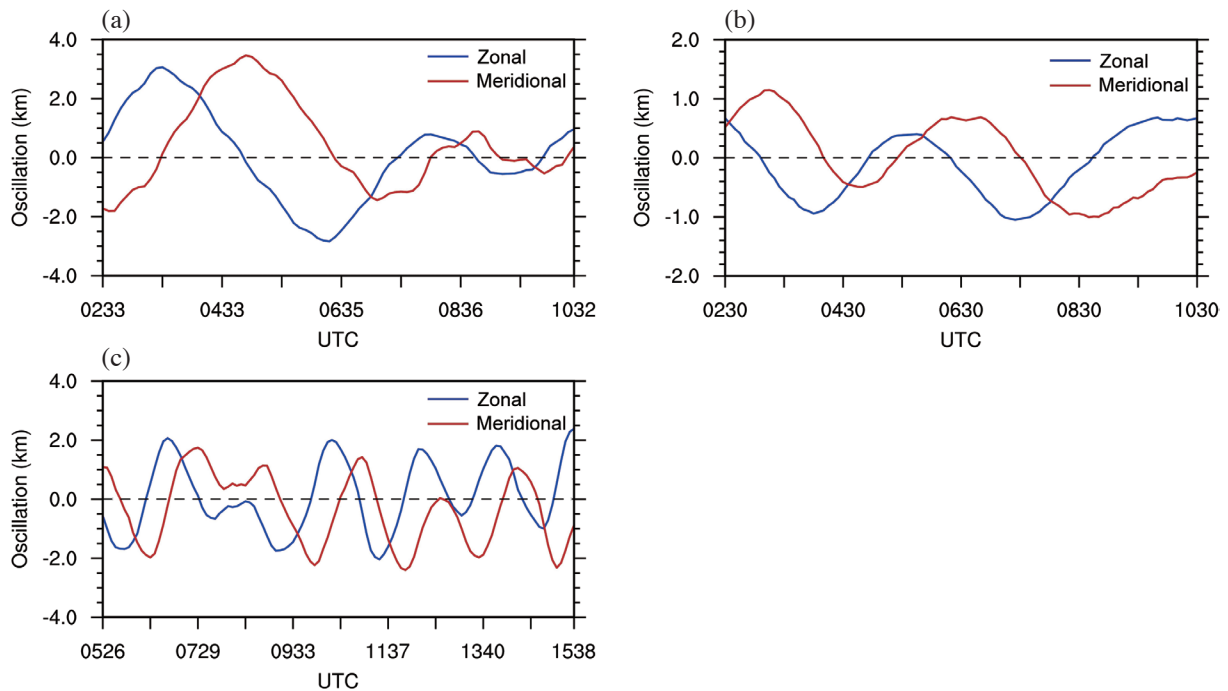 (a)
4.0
2.0
0.0
-2.0
-4.0
Oscillation (km)
Zonal
Meridional
0233 0433 0635 0836 1032
UTC
(b)
2.0
1.0
0.0
-1.0
-2.0
Oscillation (km)
Zonal
Meridional
0230 0430 0630 0830 1030
UTC
(c)
4.0
2.0
0.0
-2.0
-4.0
Oscillation (km)
Zonal
Meridional
0526 0729 0933 1137 1340 1538
UTC